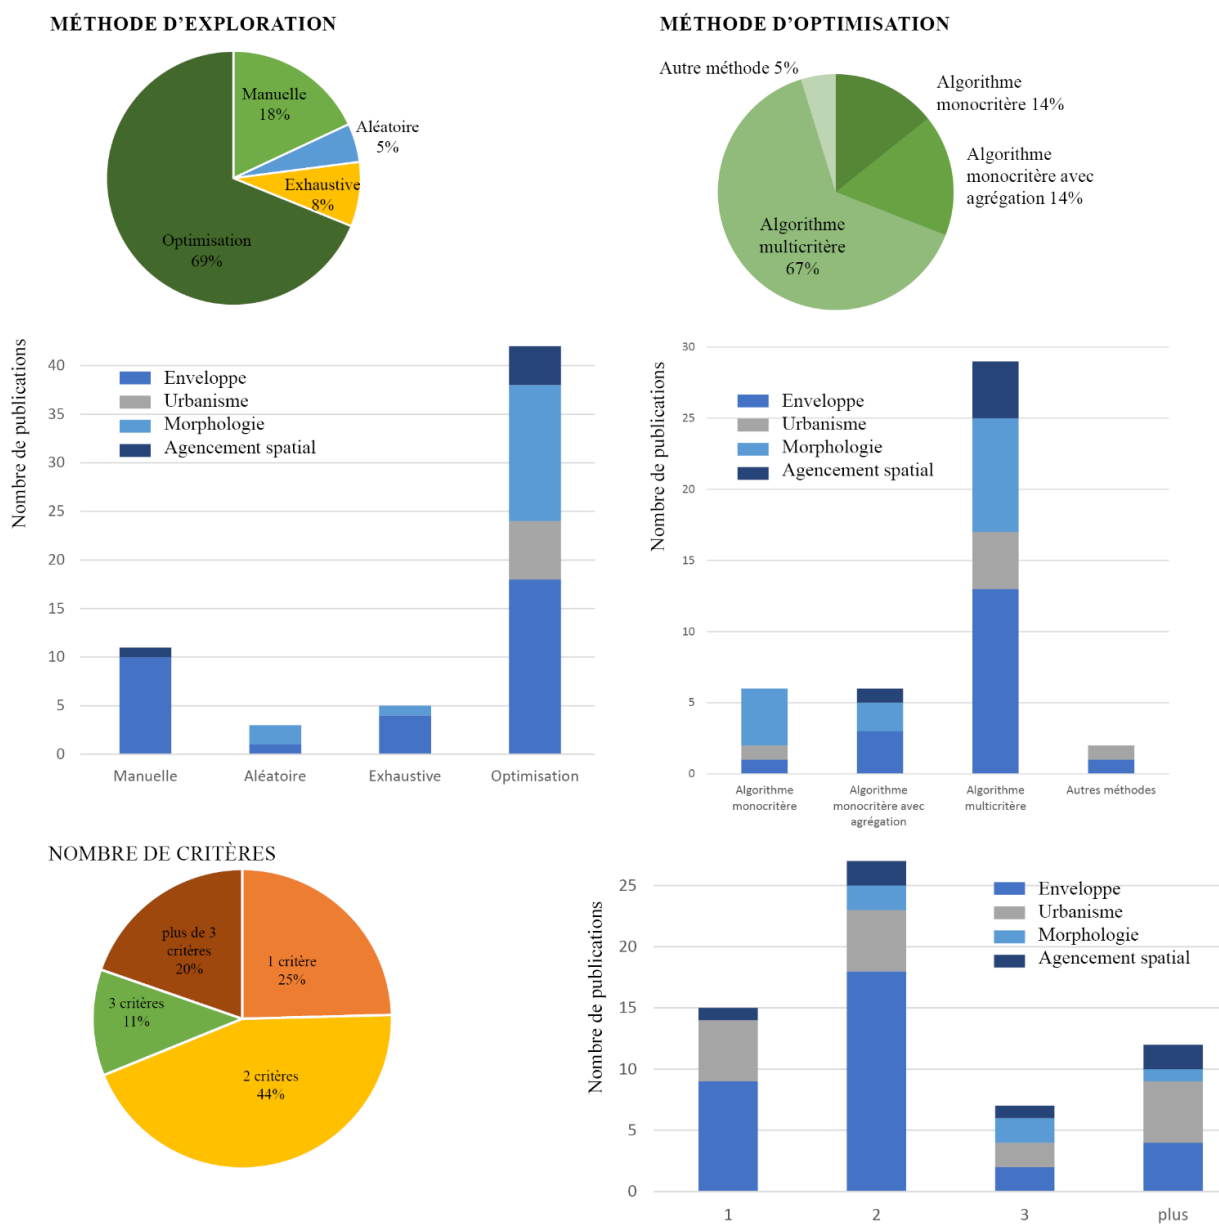 MÉTHODE D’EXPLORATION
Manuelle
18%
Aléatoire
5%
Exhaustive
8%
Optimisation
69%
MÉTHODE D’OPTIMISATION
Autre méthode 5%
Algorithme
monocritère 14%
Algorithme
monocritère avec
agrégation 14%
Algorithme
multicritère
67%
Nombre de publications
40
35
30
25
20
15
10
5
0
Enveloppe
Urbanisme
Morphologie
Agencement spatial
Manuelle
Aléatoire
Exhaustive
Optimisation
Nombre de publications
30
25
20
15
10
5
0
Enveloppe
Urbanisme
Morphologie
Agencement spatial
Algorithme
monocritère
Algorithme
monocritère avec
agrégation
Algorithme
multicritère
Autres méthodes
NOMBRE DE CRITÈRES
plus de 3
critères
20%
1 critère
25%
3 critères
11%
2 critères
44%
Nombre de publications
25
20
15
10
5
0
Enveloppe
Urbanisme
Morphologie
Agencement spatial
1
2
3
plus